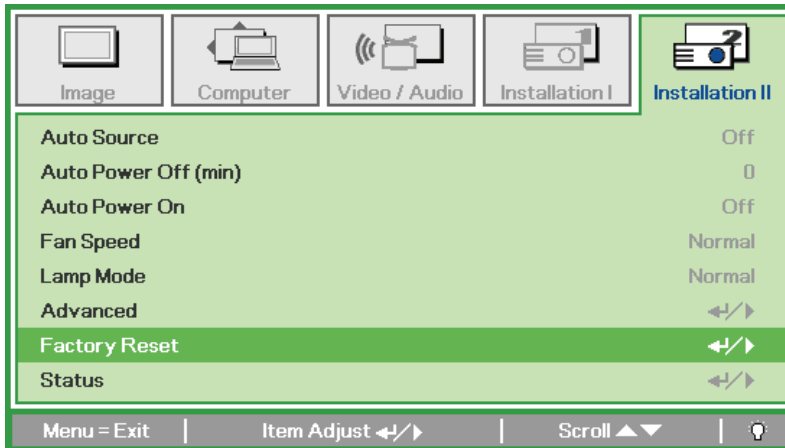 Image Computer Video / Audio Installation I Installation II
Auto Source Off
Auto Power Off (min) 0
Auto Power On Off
Fan Speed Normal
Lamp Mode Normal
Advanced ↵/▶
Factory Reset ↵/▶
Status ↵/▶
Menu = Exit | Item Adjust ↵/▶ | Scroll ▲▼ |